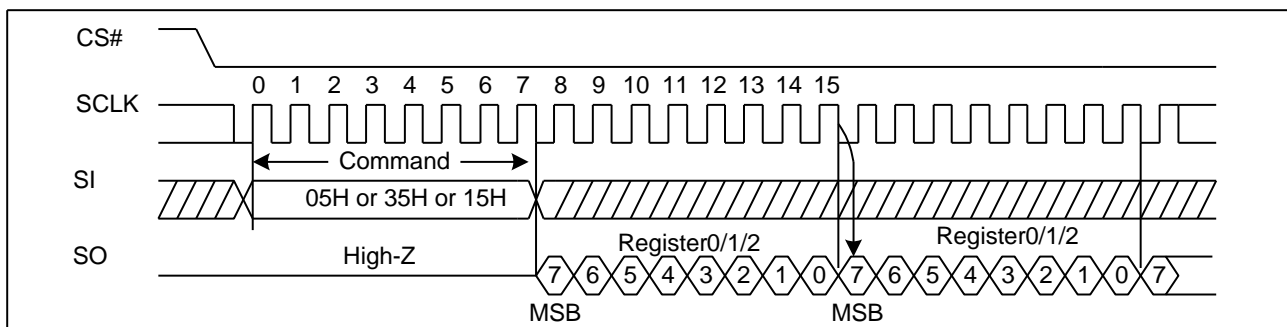 CS#
0 1 2 3 4 5 6 7 8 9 10 11 12 13 14 15
SCLK
Command
SI
05H or 35H or 15H
Register0/1/2 Register0/1/2
SO
High-Z
7 6 5 4 3 2 1 0 7 6 5 4 3 2 1 0 7
MSB MSB